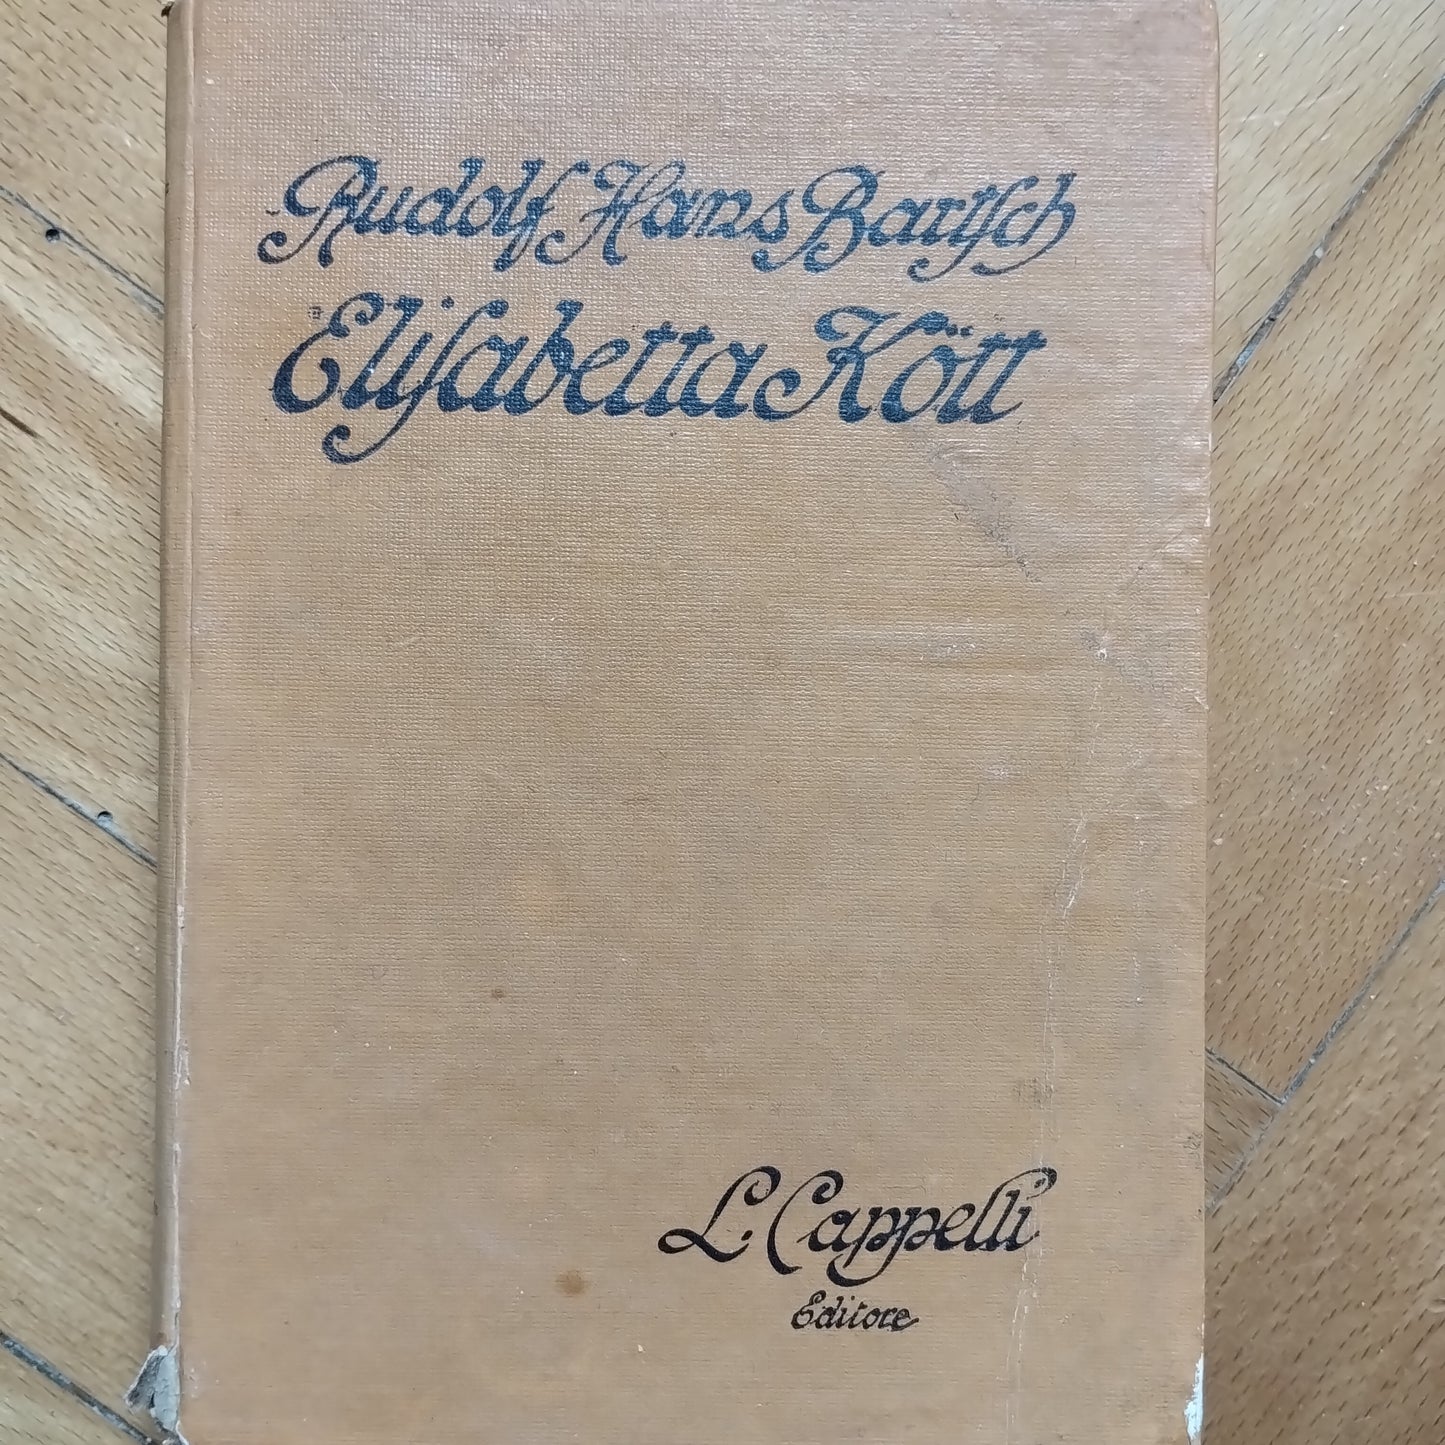 Rudolf Hans Bartſch
Eliſabetta Kött
L. Cappelli
Editore